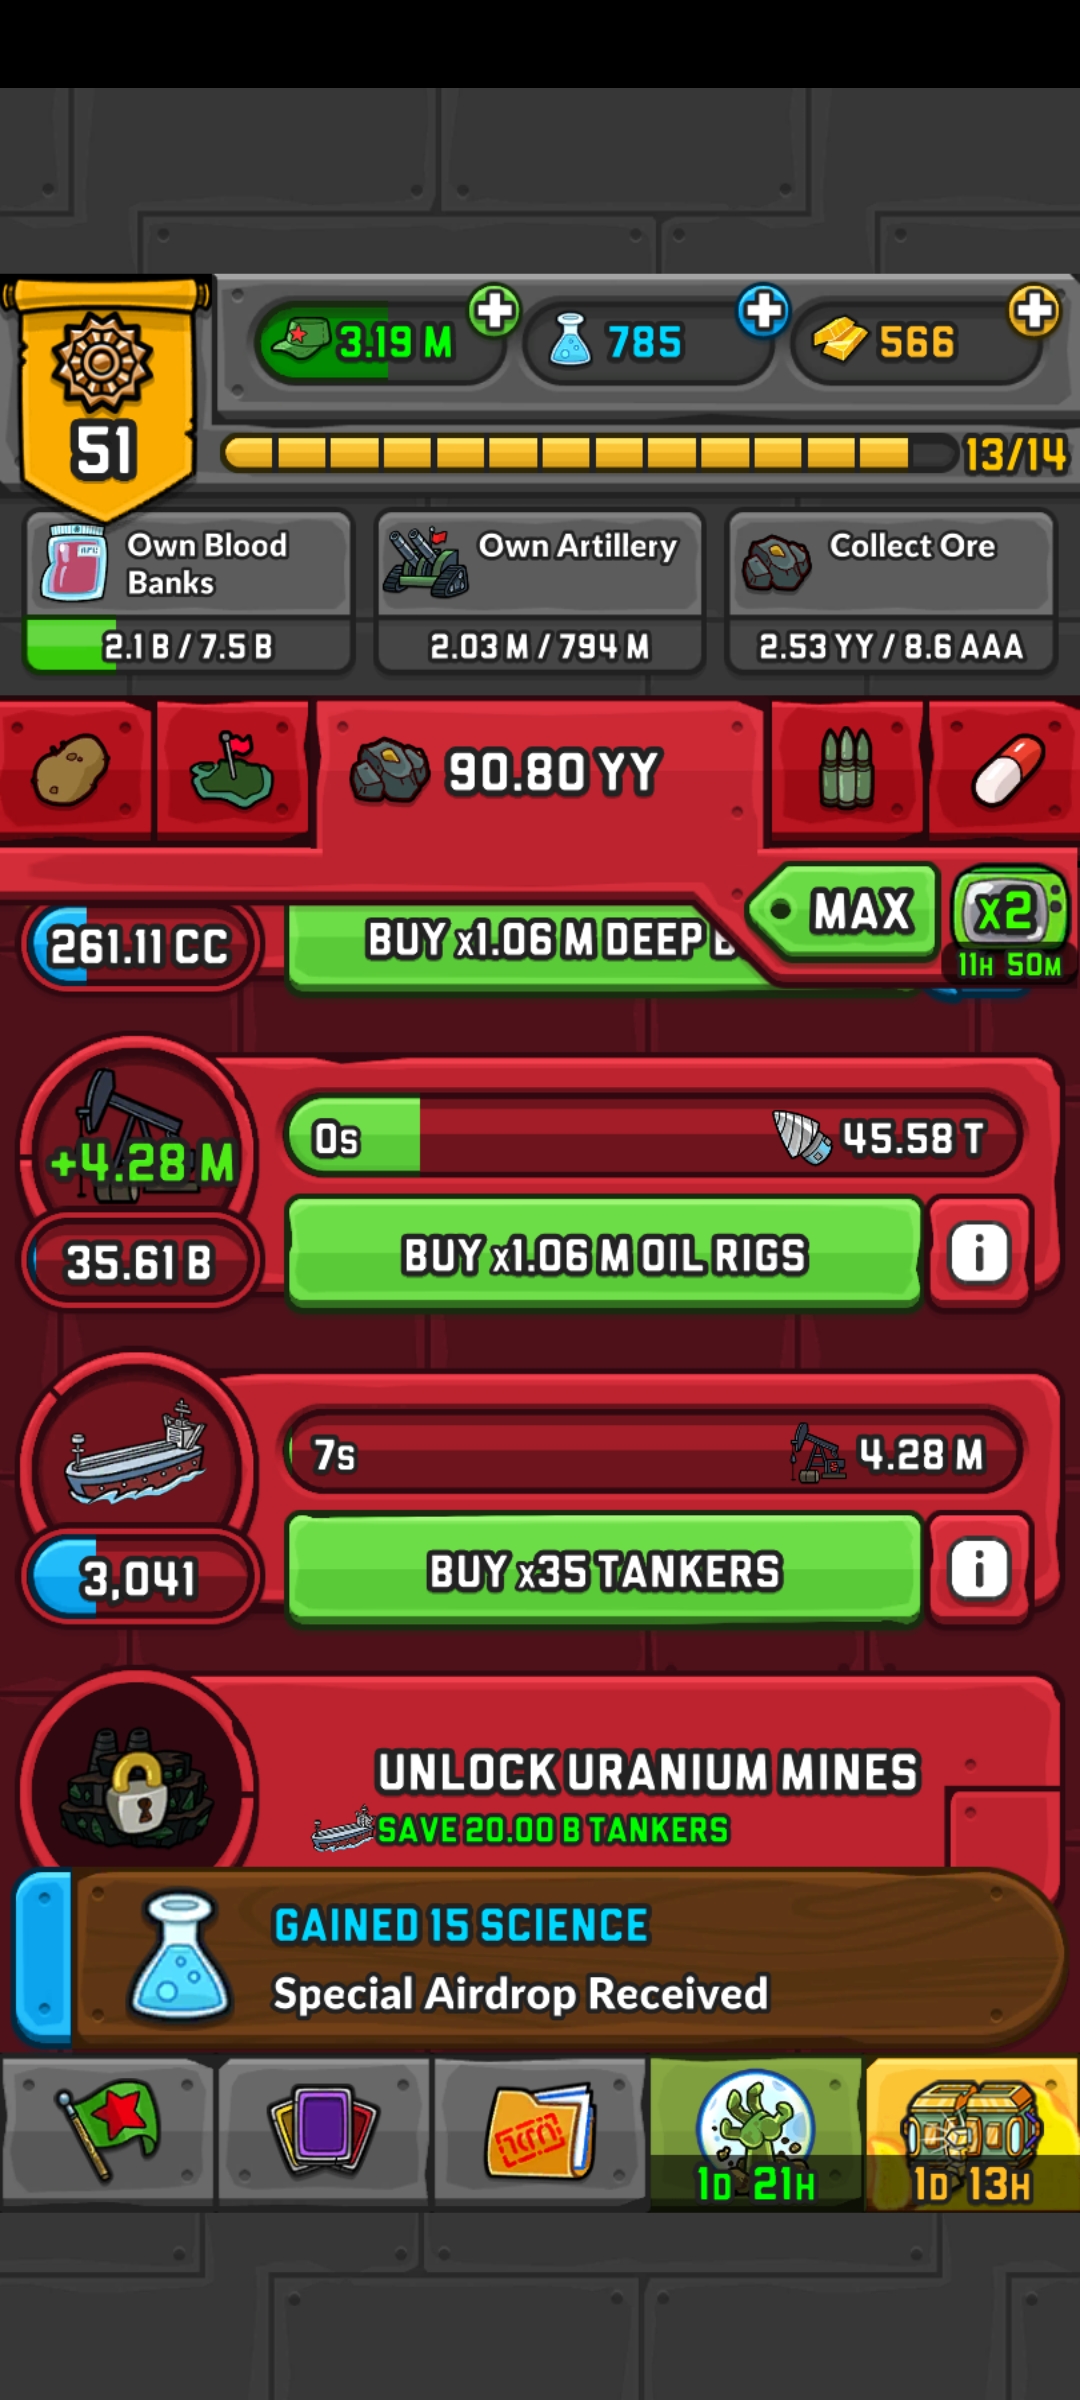 3.19 M
785
566
51
13/14
Own Blood
Banks
2.1 B / 7.5 B
Own Artillery
2.03 M / 794 M
Collect Ore
2.53 YY / 8.6 AAA
90.80 YY
MAX
x2
11H 50M
261.11 CC
BUY x1.06 M DEEP
+4.28 M
0s
45.58 T
35.61 B
BUY x1.06 M OIL RIGS
i
7s
4.28 M
3,041
BUY x35 TANKERS
i
UNLOCK URANIUM MINES
SAVE 20.00 B TANKERS
GAINED 15 SCIENCE
Special Airdrop Received
1D 21H
1D 13H